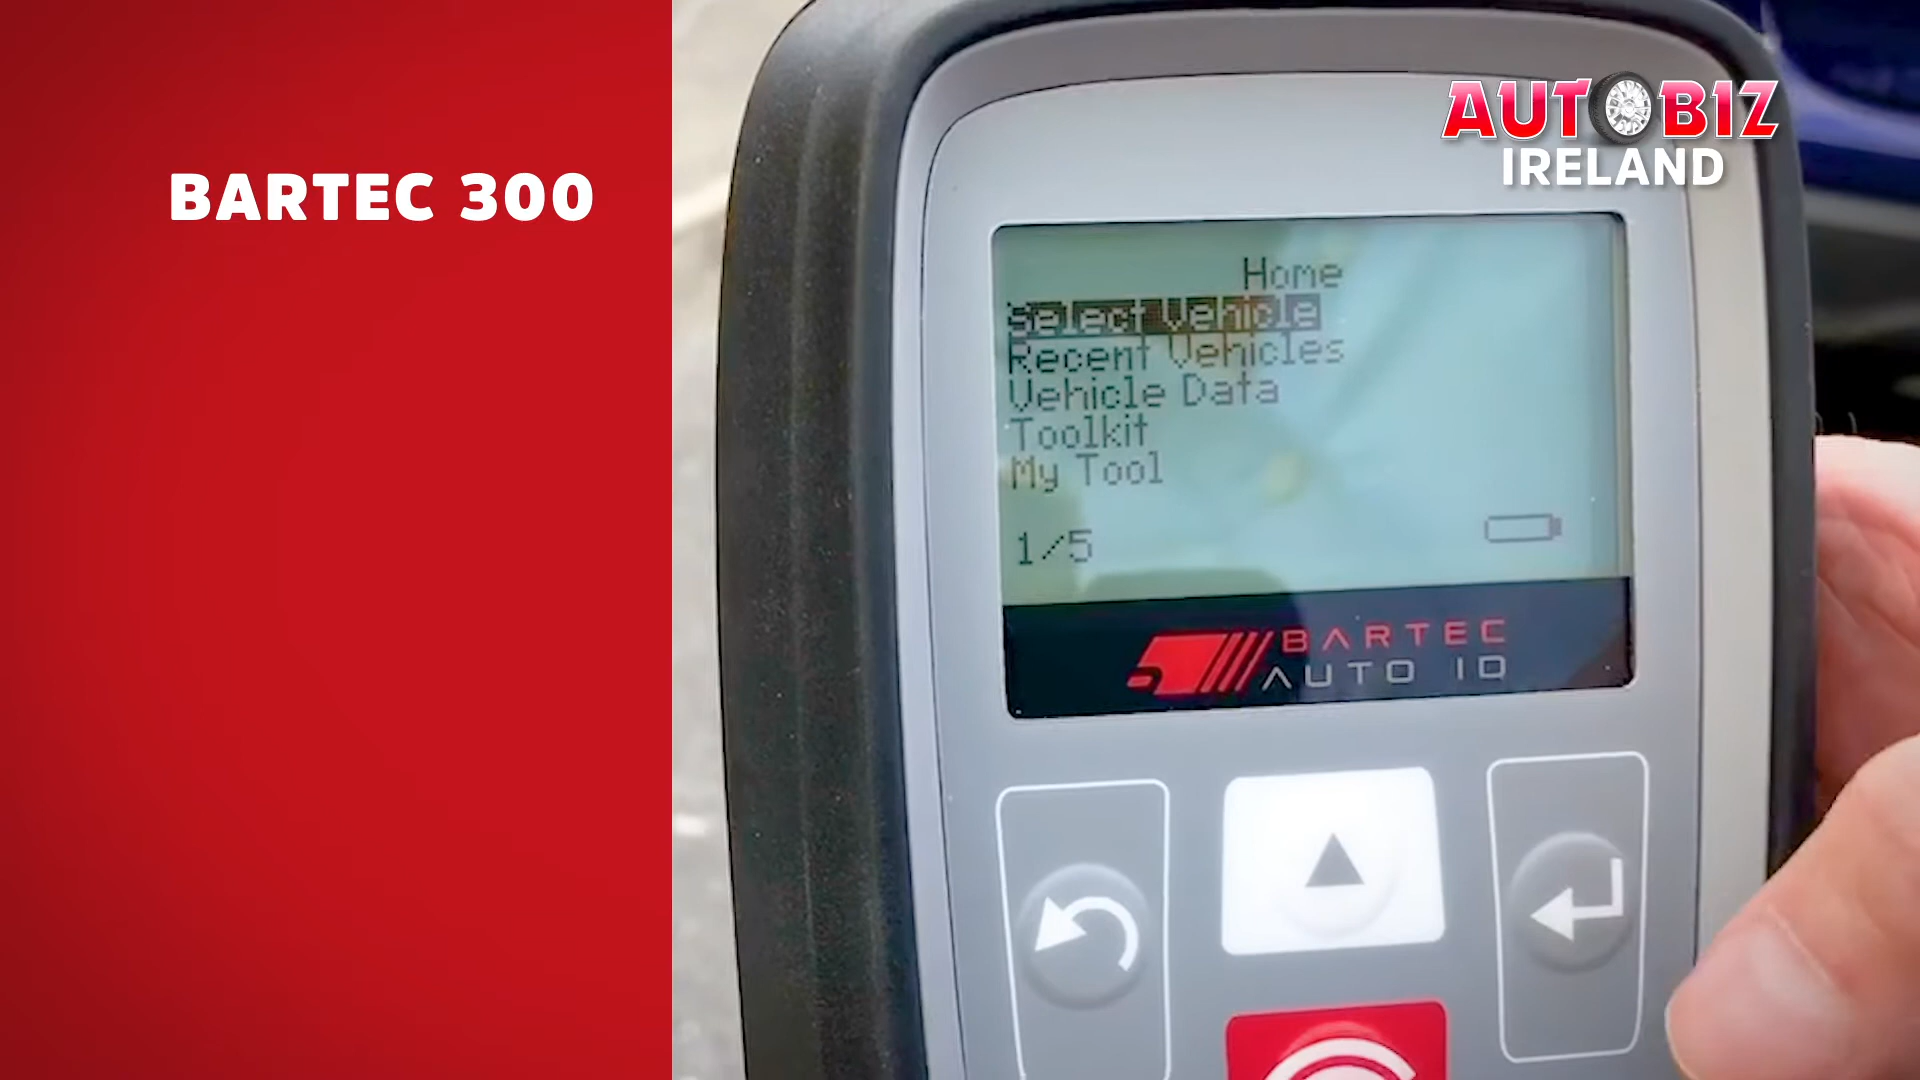 BARTEC 300
AUTOBIZ
IRELAND
Home
Select Vehicle
Recent Vehicles
Vehicle Data
Toolkit
My Tool
1/5
BARTEC
AUTO ID